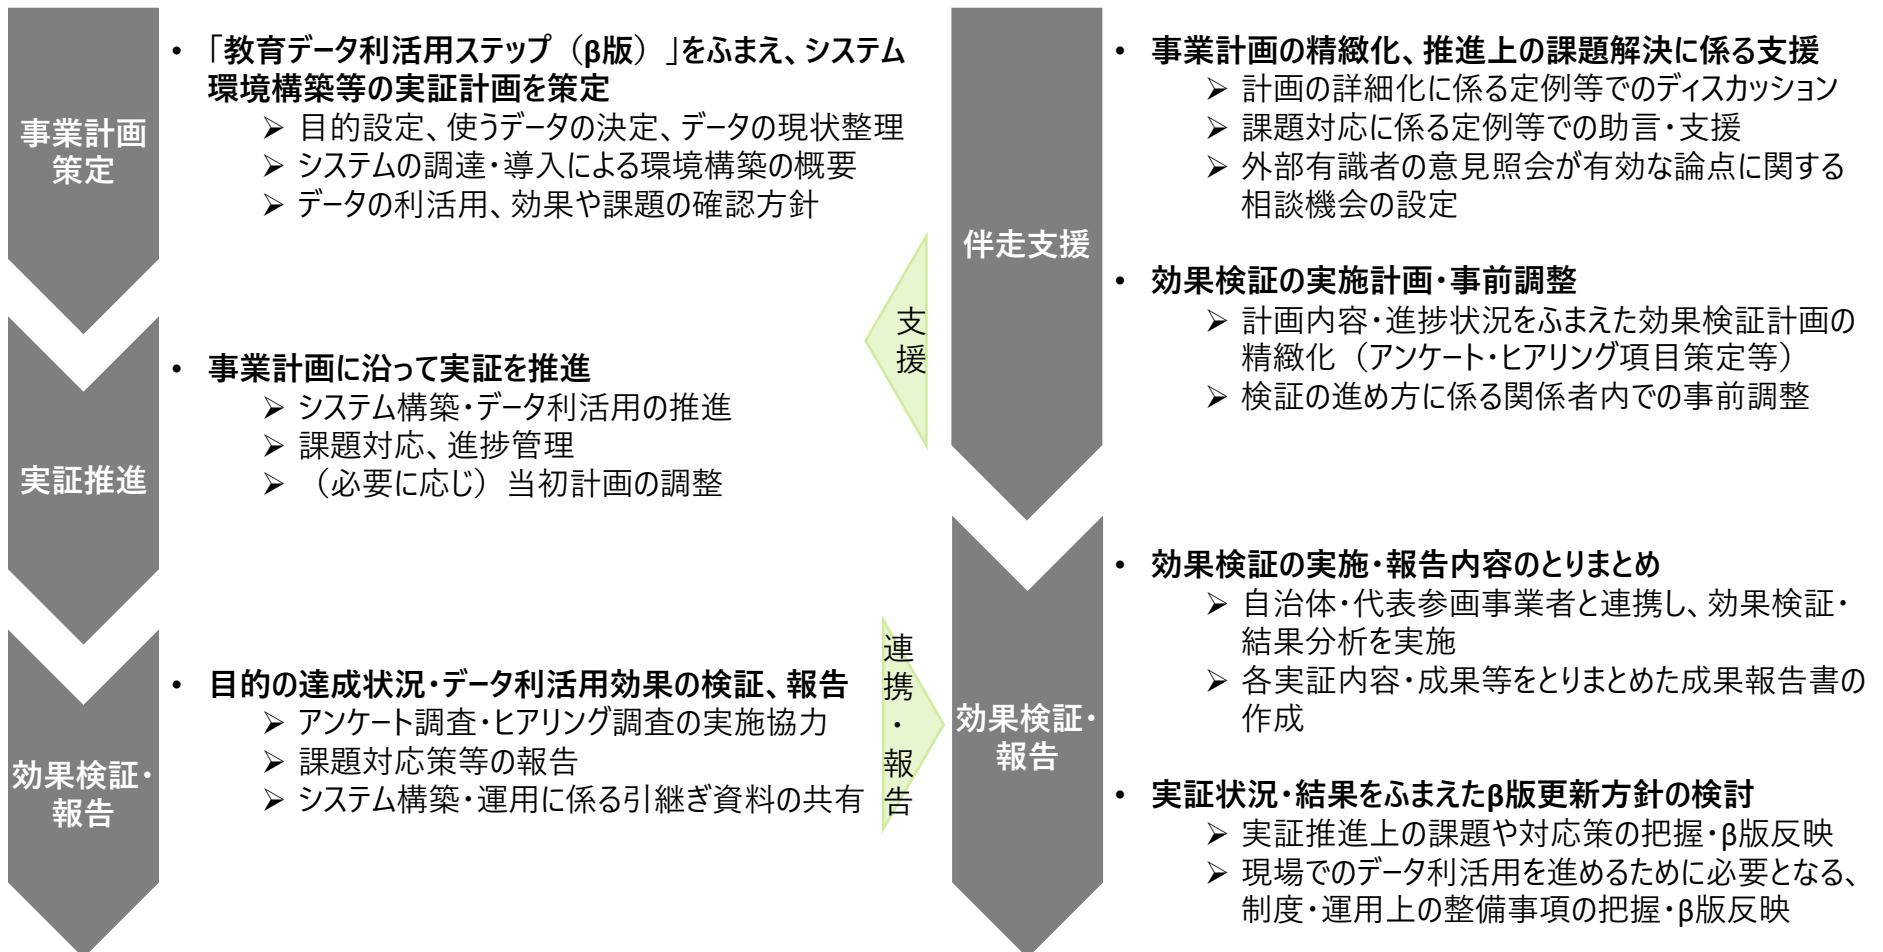 事業計画
策定
• 「教育データ利活用ステップ（β版）」をふまえ、システム
環境構築等の実証計画を策定
➢ 目的設定、使うデータの決定、データの現状整理
➢ システムの調達・導入による環境構築の概要
➢ データの利活用、効果や課題の確認方針
実証推進
• 事業計画に沿って実証を推進
➢ システム構築・データ利活用の推進
➢ 課題対応、進捗管理
➢ （必要に応じ）当初計画の調整
効果検証・
報告
• 目的の達成状況・データ利活用効果の検証、報告
➢ アンケート調査・ヒアリング調査の実施協力
➢ 課題対応策等の報告
➢ システム構築・運用に係る引継ぎ資料の共有
支援
連携・報告
伴走支援
• 事業計画の精緻化、推進上の課題解決に係る支援
➢ 計画の詳細化に係る定例等でのディスカッション
➢ 課題対応に係る定例等での助言・支援
➢ 外部有識者の意見照会が有効な論点に関する
相談機会の設定
• 効果検証の実施計画・事前調整
➢ 計画内容・進捗状況をふまえた効果検証計画の
精緻化（アンケート・ヒアリング項目策定等）
➢ 検証の進め方に係る関係者内での事前調整
効果検証・
報告
• 効果検証の実施・報告内容のとりまとめ
➢ 自治体・代表参画事業者と連携し、効果検証・
結果分析を実施
➢ 各実証内容・成果等をとりまとめた成果報告書の
作成
• 実証状況・結果をふまえたβ版更新方針の検討
➢ 実証推進上の課題や対応策の把握・β版反映
➢ 現場でのデータ利活用を進めるために必要となる、
制度・運用上の整備事項の把握・β版反映